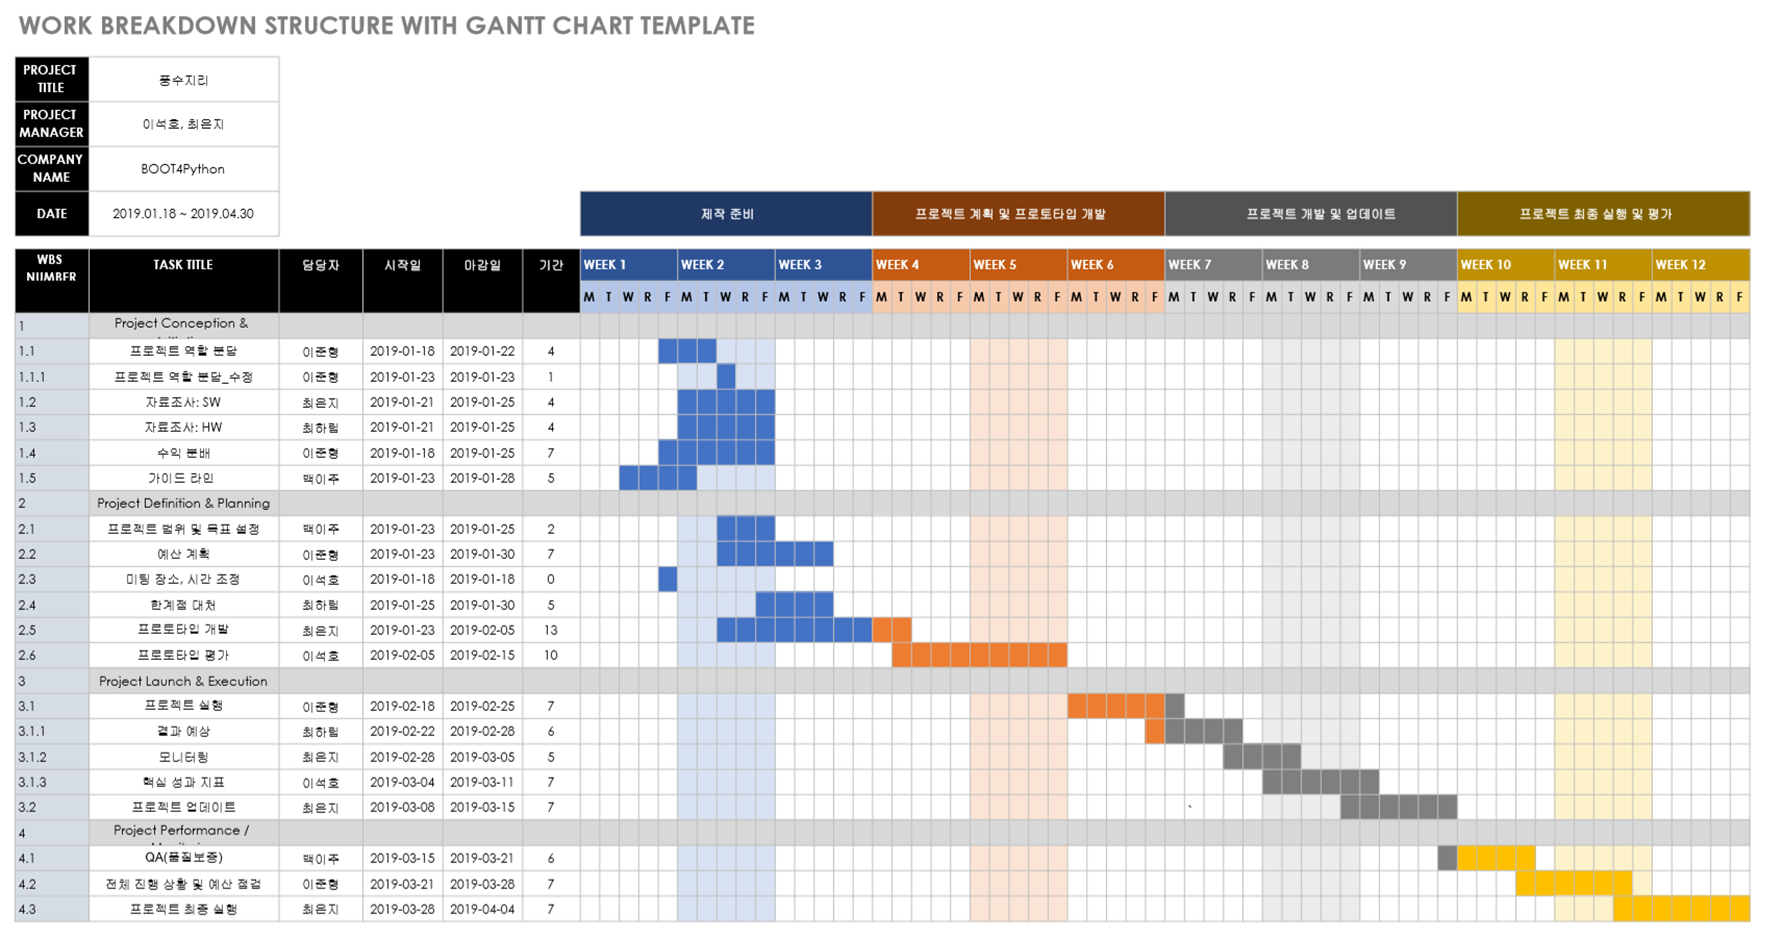 WORK BREAKDOWN STRUCTURE WITH GANTT CHART TEMPLATE
PROJECT TITLE 풍수지리
PROJECT MANAGER 이석호, 최은지
COMPANY NAME BOOT4Python
DATE 2019.01.18 ~ 2019.04.30
제작 준비 프로젝트 계획 및 프로토타입 개발 프로젝트 개발 및 업데이트 프로젝트 최종 실행 및 평가
WBS NUMBER TASK TITLE 담당자 시작일 마감일 기간 WEEK 1 WEEK 2 WEEK 3 WEEK 4 WEEK 5 WEEK 6 WEEK 7 WEEK 8 WEEK 9 WEEK 10 WEEK 11 WEEK 12
M T W R F M T W R F M T W R F M T W R F M T W R F M T W R F M T W R F M T W R F M T W R F M T W R F M T W R F M T W R F
1 Project Conception &
1.1 프로젝트 역할 분담 이준형 2019-01-18 2019-01-22 4
1.1.1 프로젝트 역할 분담_수정 이준형 2019-01-23 2019-01-23 1
1.2 자료조사: SW 최은지 2019-01-21 2019-01-25 4
1.3 자료조사: HW 최하림 2019-01-21 2019-01-25 4
1.4 수익 분배 이준형 2019-01-18 2019-01-25 7
1.5 가이드 라인 백이주 2019-01-23 2019-01-28 5
2 Project Definition & Planning
2.1 프로젝트 범위 및 목표 설정 백이주 2019-01-23 2019-01-25 2
2.2 예산 계획 이준형 2019-01-23 2019-01-30 7
2.3 미팅 장소, 시간 조정 이석호 2019-01-18 2019-01-18 0
2.4 한계점 대처 최하림 2019-01-25 2019-01-30 5
2.5 프로토타입 개발 최은지 2019-01-23 2019-02-05 13
2.6 프로토타입 평가 이석호 2019-02-05 2019-02-15 10
3 Project Launch & Execution
3.1 프로젝트 실행 이준형 2019-02-18 2019-02-25 7
3.1.1 결과 예상 최하림 2019-02-22 2019-02-28 6
3.1.2 모니터링 최은지 2019-02-28 2019-03-05 5
3.1.3 핵심 성과 지표 이석호 2019-03-04 2019-03-11 7
3.2 프로젝트 업데이트 최은지 2019-03-08 2019-03-15 7 `
4 Project Performance /
4.1 QA(품질보증) 백이주 2019-03-15 2019-03-21 6
4.2 전체 진행 상황 및 예산 점검 이준형 2019-03-21 2019-03-28 7
4.3 프로젝트 최종 실행 최은지 2019-03-28 2019-04-04 7